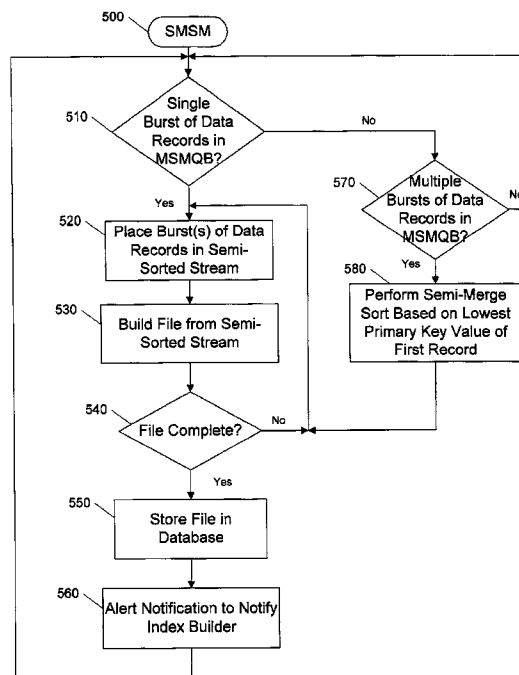 500
SMSM
510
Single
Burst of Data
Records in
MSMQB?
No
Yes
570
Multiple
Bursts of Data
Records in
MSMQB?
No
Yes
520
Place Burst(s) of Data
Records in Semi-
Sorted Stream
580
Perform Semi-Merge
Sort Based on Lowest
Primary Key Value of
First Record
530
Build File from Semi-
Sorted Stream
540
File Complete?
No
Yes
550
Store File in
Database
560
Alert Notification to Notify
Index Builder